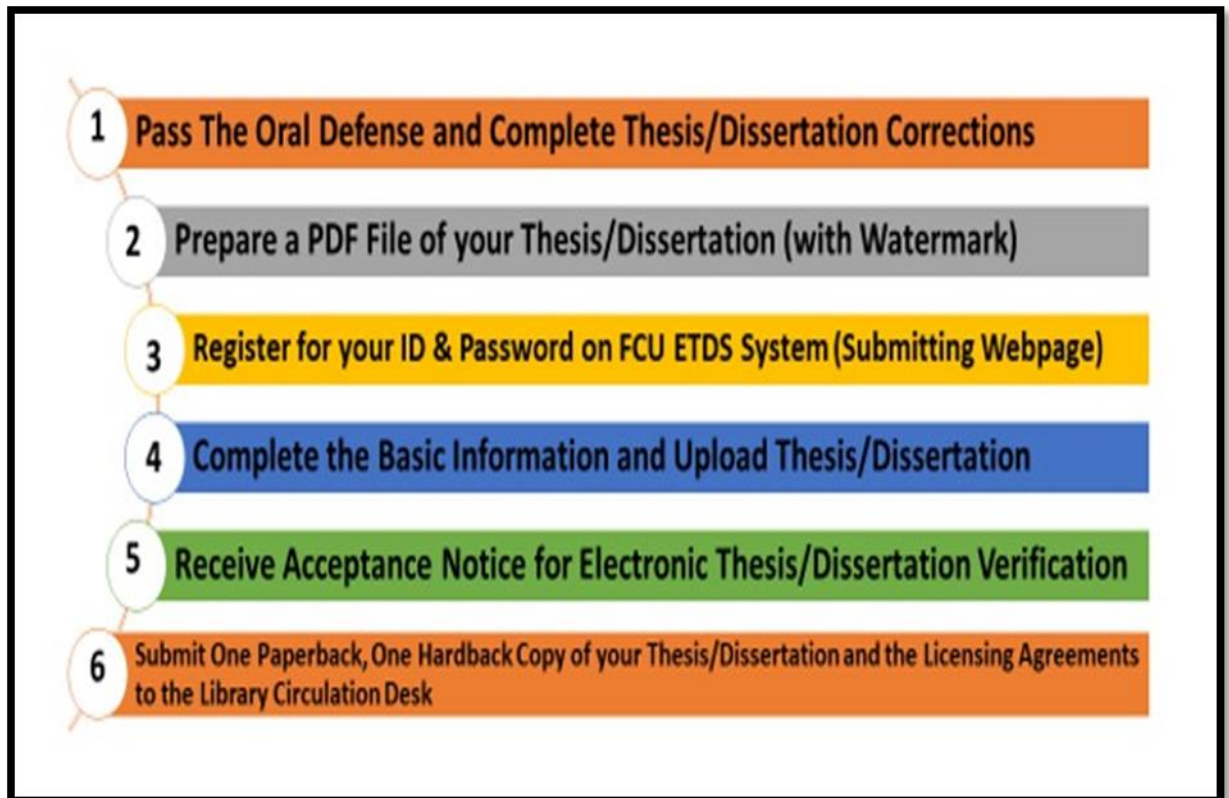 1 Pass The Oral Defense and Complete Thesis/Dissertation Corrections
2 Prepare a PDF File of your Thesis/Dissertation (with Watermark)
3 Register for your ID & Password on FCU ETDS System (Submitting Webpage)
4 Complete the Basic Information and Upload Thesis/Dissertation
5 Receive Acceptance Notice for Electronic Thesis/Dissertation Verification
6 Submit One Paperback, One Hardback Copy of your Thesis/Dissertation and the Licensing Agreements
to the Library Circulation Desk